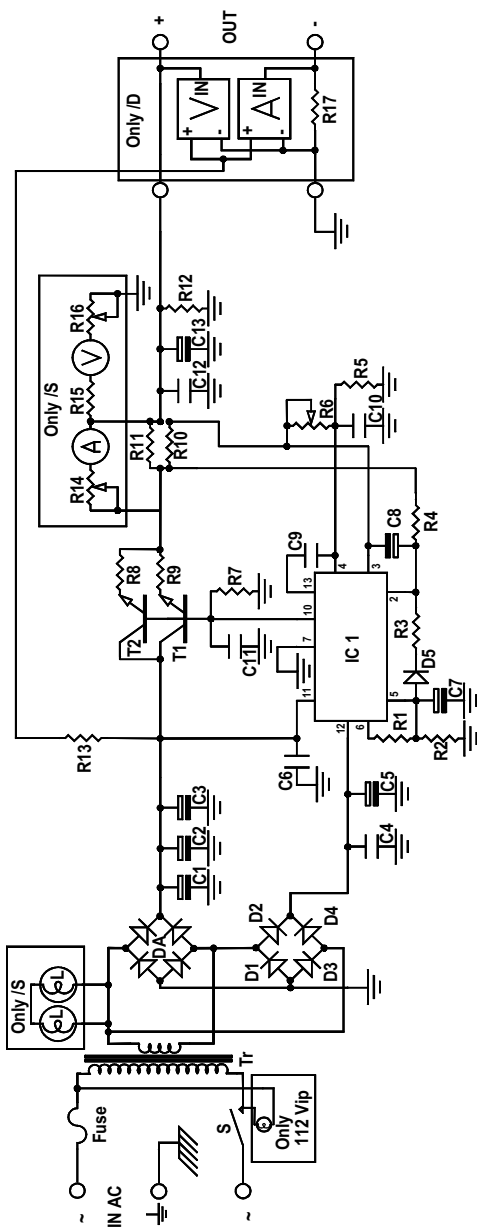 ~
IN AC
~
Fuse
S
Only
112 Vip
Tr
Only /S
L
L
DA
D1
D2
D3
D4
C1
C2
C3
C4
C5
R13
C6
T2
T1
R8
R9
C11
R7
IC 1
12
11
7
10
13
6
5
2
3
4
R1
R2
C7
D5
R3
R4
C8
C9
Only /S
R14
A
R15
V
R16
R11
R10
C12
C13
R12
R6
C10
R5
Only /D
+
V
IN
-
+
A
IN
-
R17
+
OUT
-